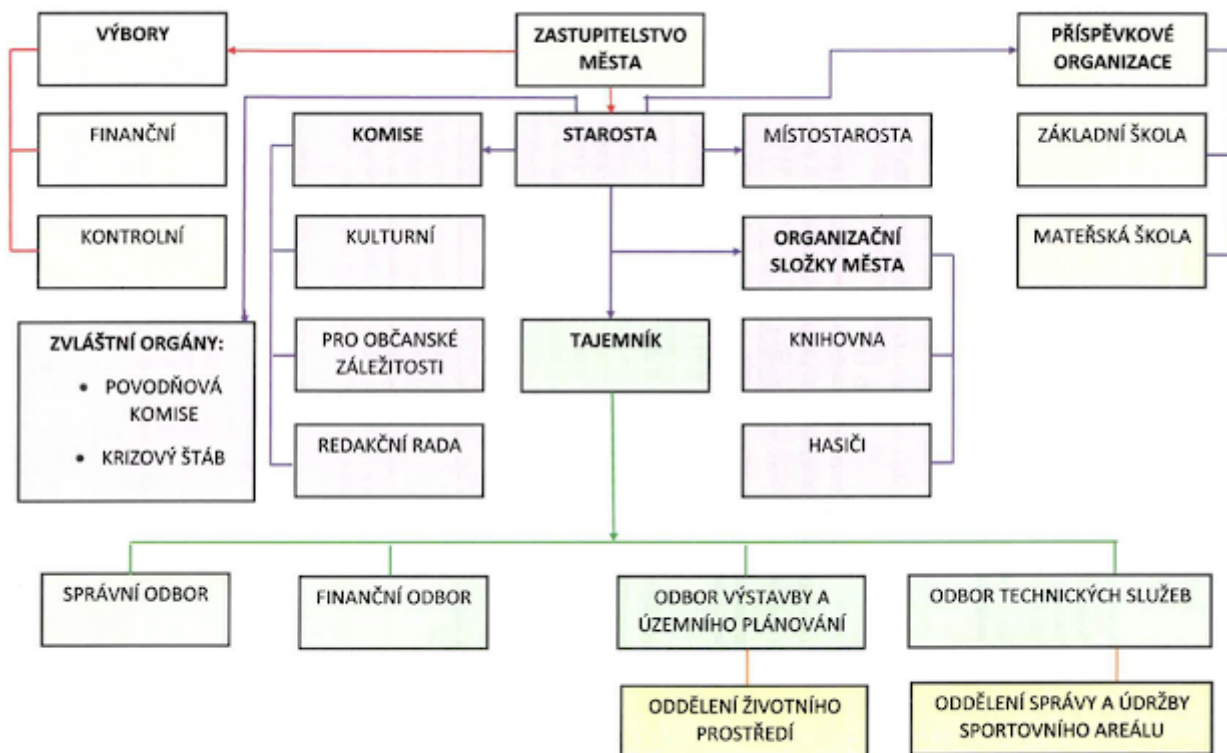 VÝBORY
ZASTUPITELSTVO
MĚSTA
PŘÍSPĚVKOVÉ
ORGANIZACE
FINANČNÍ
KOMISE
STAROSTA
MÍSTOSTAROSTA
ZÁKLADNÍ ŠKOLA
KONTROLNÍ
KULTURNÍ
ORGANIZAČNÍ
SLOŽKY MĚSTA
MATEŘSKÁ ŠKOLA
ZVLÁŠTNÍ ORGÁNY:
• POVODŇOVÁ
KOMISE
• KRIZOVÝ ŠTÁB
PRO OBČANSKÉ
ZÁLEŽITOSTI
TAJEMNÍK
KNIHOVNA
REDAKČNÍ RADA
HASIČI
SPRÁVNÍ ODBOR
FINANČNÍ ODBOR
ODBOR VÝSTAVBY A
ÚZEMNÍHO PLÁNOVÁNÍ
ODBOR TECHNICKÝCH SLUŽEB
ODDĚLENÍ ŽIVOTNÍHO
PROSTŘEDÍ
ODDĚLENÍ SPRÁVY A ÚDRŽBY
SPORTOVNÍHO AREÁLU